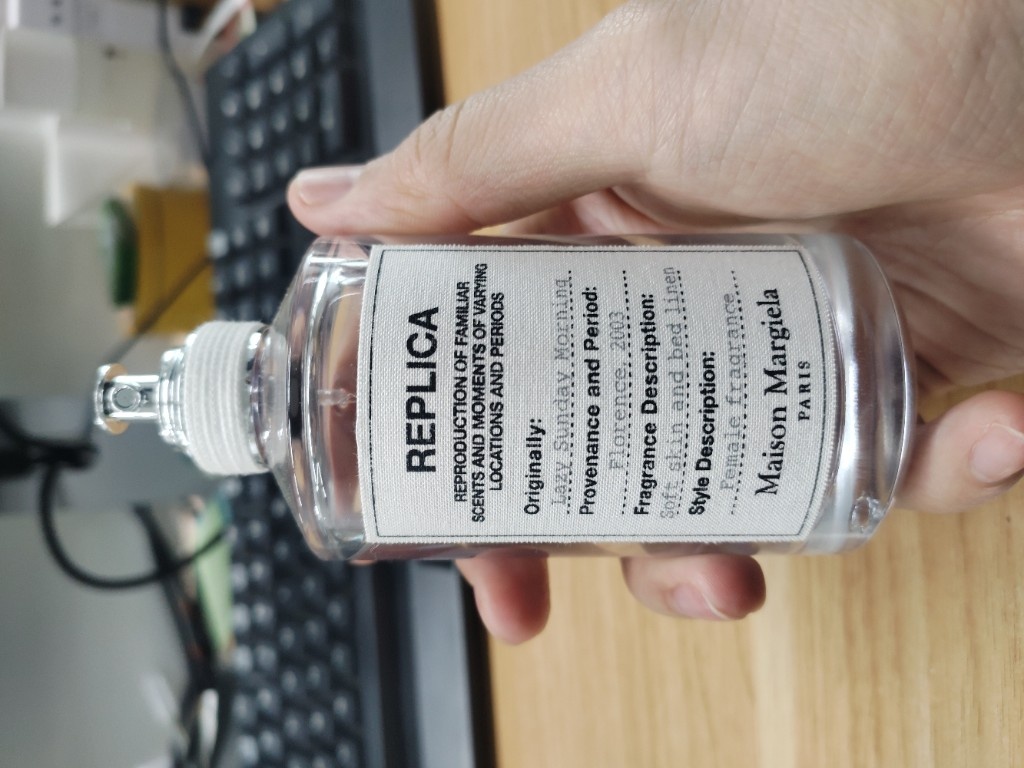 REPLICA
REPRODUCTION OF FAMILIAR
SCENTS AND MOMENTS OF VARYING
LOCATIONS AND PERIODS
Originally:
Lazy Sunday Morning
Provenance and Period:
Florence, 2003
Fragrance Description:
Soft skin and bed linen
Style Description:
Female fragrance
Maison Margiela
PARIS